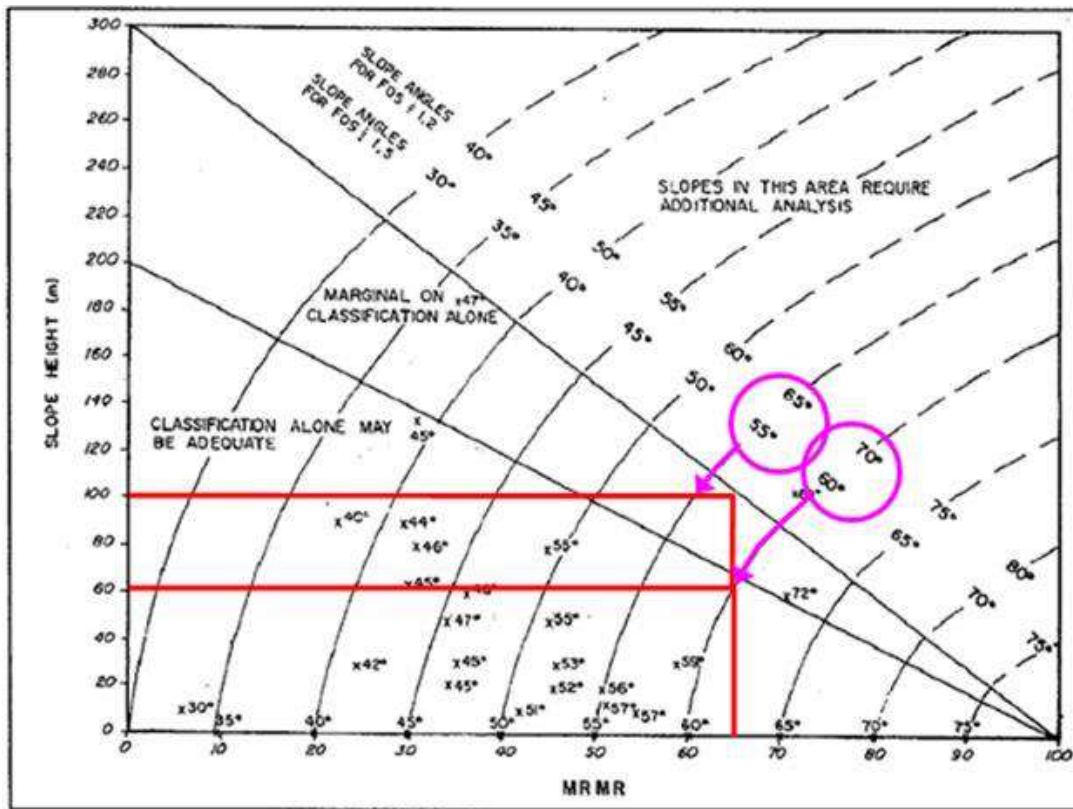 300
280
260
240
220
200
180
160
140
120
100
80
60
40
20
0
SLOPE HEIGHT (m)
SLOPE ANGLES
FOR FOS ⋮ 1.2
SLOPE ANGLES
FOR FOS ⋮ 1.5
40°
30°
45°
35°
50°
40°
55°
45°
60°
50°
65°
55°
70°
60°
75°
65°
80°
70°
75°
SLOPES IN THIS AREA REQUIRE
ADDITIONAL ANALYSIS
MARGINAL ON
CLASSIFICATION ALONE
x47°
CLASSIFICATION ALONE MAY
BE ADEQUATE
x
45°
x40°
x44°
x46°
x55°
x45°
x46°
x72°
x47°
x55°
x42°
x45°
x53°
x59°
x45°
x52°
x56°
x30°
x51°
x57°
x57°
35°
40°
45°
50°
55°
60°
65°
70°
75°
0
10
20
30
40
50
60
70
80
90
100
MRMR